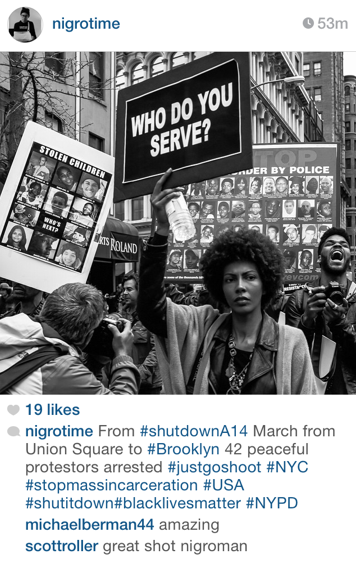 nigrotime
53m
WHO DO YOU
SERVE?
STOLEN CHILDREN
WHO'S
NEXT?
STOP
MURDER BY POLICE
ROLAND
nigrotime
19 likes
nigrotime From #shutdownA14 March from
Union Square to #Brooklyn 42 peaceful
protestors arrested #justgoshoot #NYC
#stopmassincarceration #USA
#shutitdown#blacklivesmatter #NYPD
michaelberman44 amazing
scottroller great shot nigroman